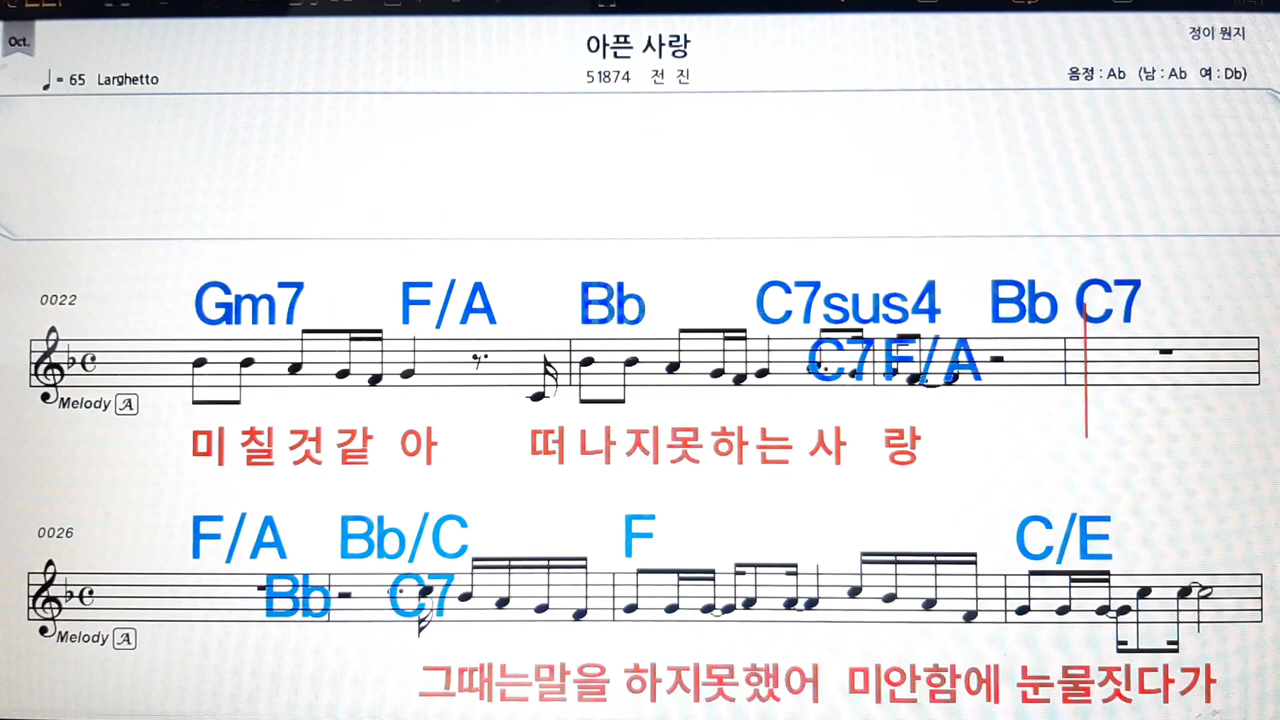 Oct.
아픈 사랑
정이 뭔지
♩= 65 Larghetto
51874 전 진
음정 : Ab (남 : Ab 여 : Db)
0022
Gm7 F/A Bb C7sus4 Bb C7
C7 F/A
Melody A
미 칠 것 같 아 떠 나 지 못 하 는 사 랑
0026
F/A Bb/C F C/E
Bb C7
Melody A
그때는말을 하지못했어 미안함에 눈물짓다가